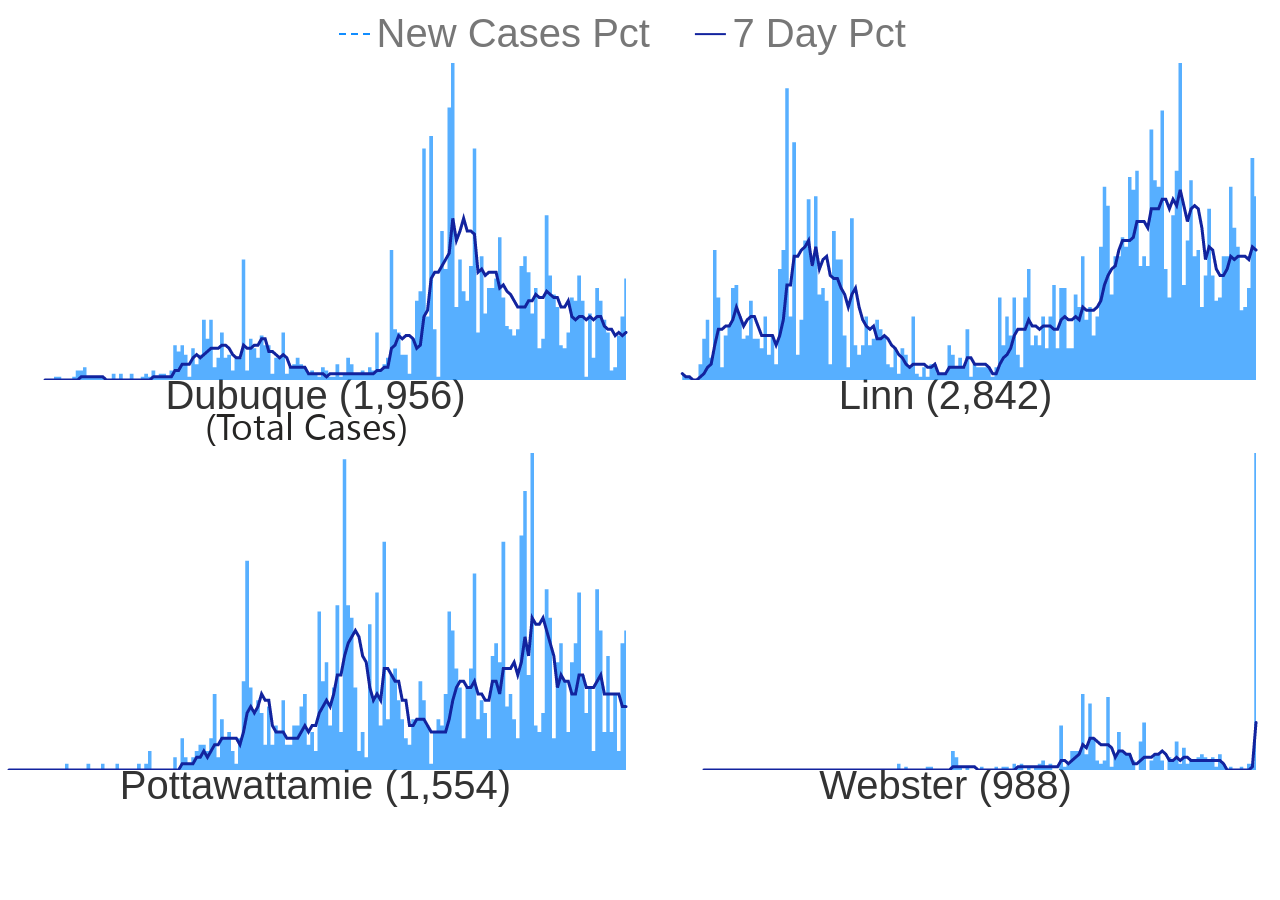 New Cases Pct 7 Day Pct
Dubuque (1,956) Linn (2,842)
(Total Cases)
Pottawattamie (1,554) Webster (988)